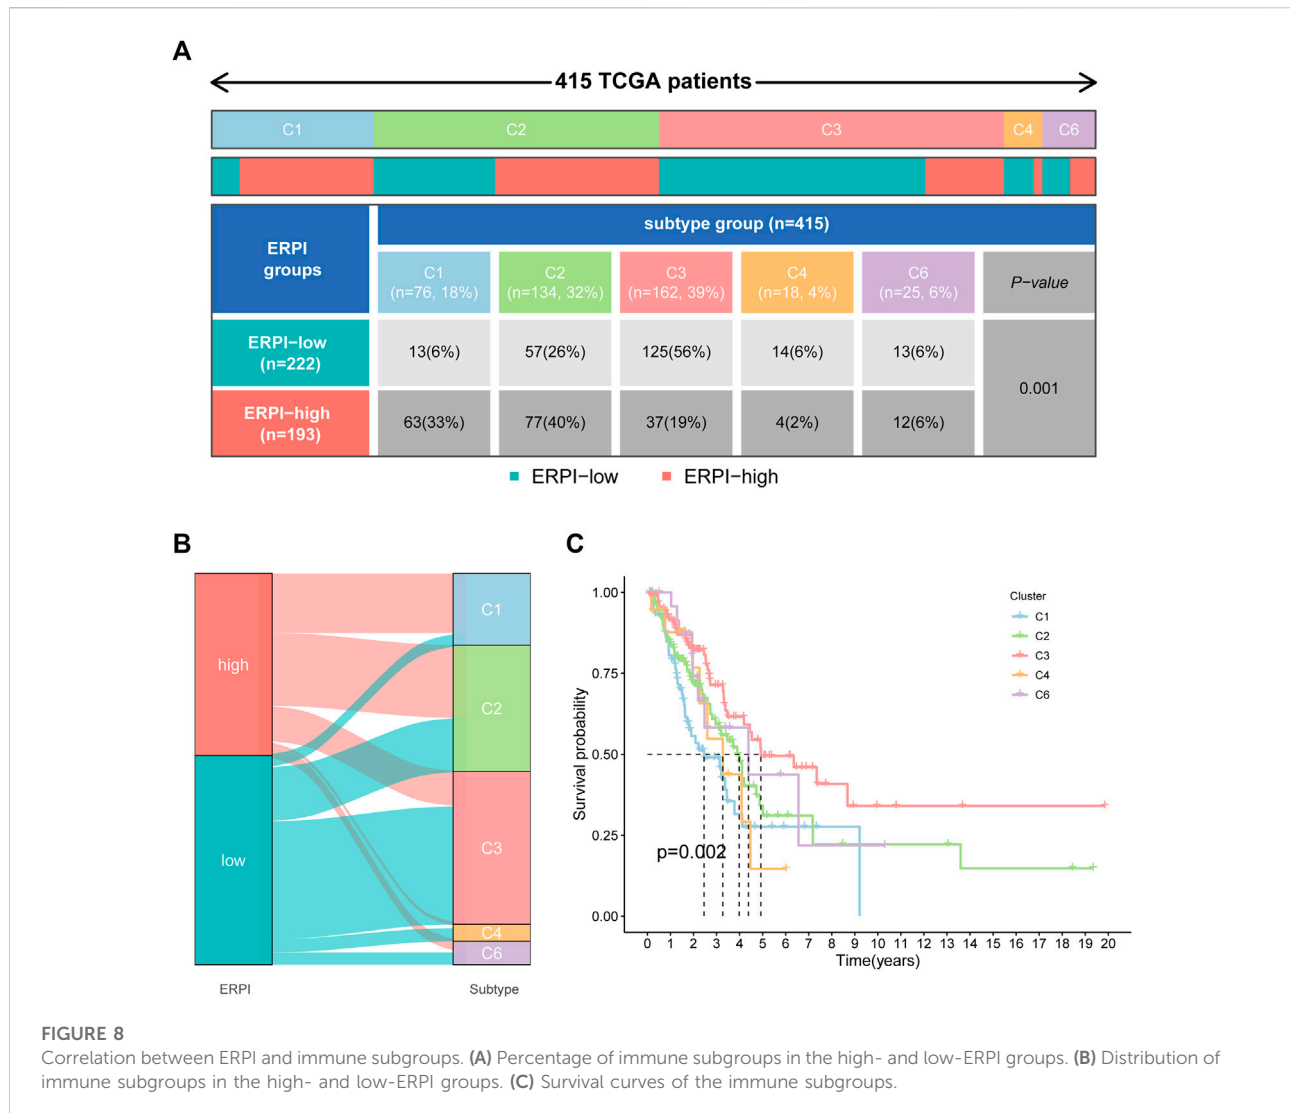 A
415 TCGA patients
C1 C2 C3 C4 C6
ERPI groups
subtype group (n=415)
C1 (n=76, 18%)
C2 (n=134, 32%)
C3 (n=162, 39%)
C4 (n=18, 4%)
C6 (n=25, 6%)
P−value
ERPI−low (n=222)
13(6%) 57(26%) 125(56%) 14(6%) 13(6%)
0.001
ERPI−high (n=193)
63(33%) 77(40%) 37(19%) 4(2%) 12(6%)
ERPI−low ERPI−high
B
high
low
C1
C2
C3
C4
C6
ERPI Subtype
C
Survival probability
1.00
0.75
0.50
0.25
0.00
p=0.002
Cluster
C1
C2
C3
C4
C6
0 1 2 3 4 5 6 7 8 9 10 11 12 13 14 15 16 17 18 19 20
Time(years)
FIGURE 8
Correlation between ERPI and immune subgroups. (A) Percentage of immune subgroups in the high- and low-ERPI groups. (B) Distribution of
immune subgroups in the high- and low-ERPI groups. (C) Survival curves of the immune subgroups.